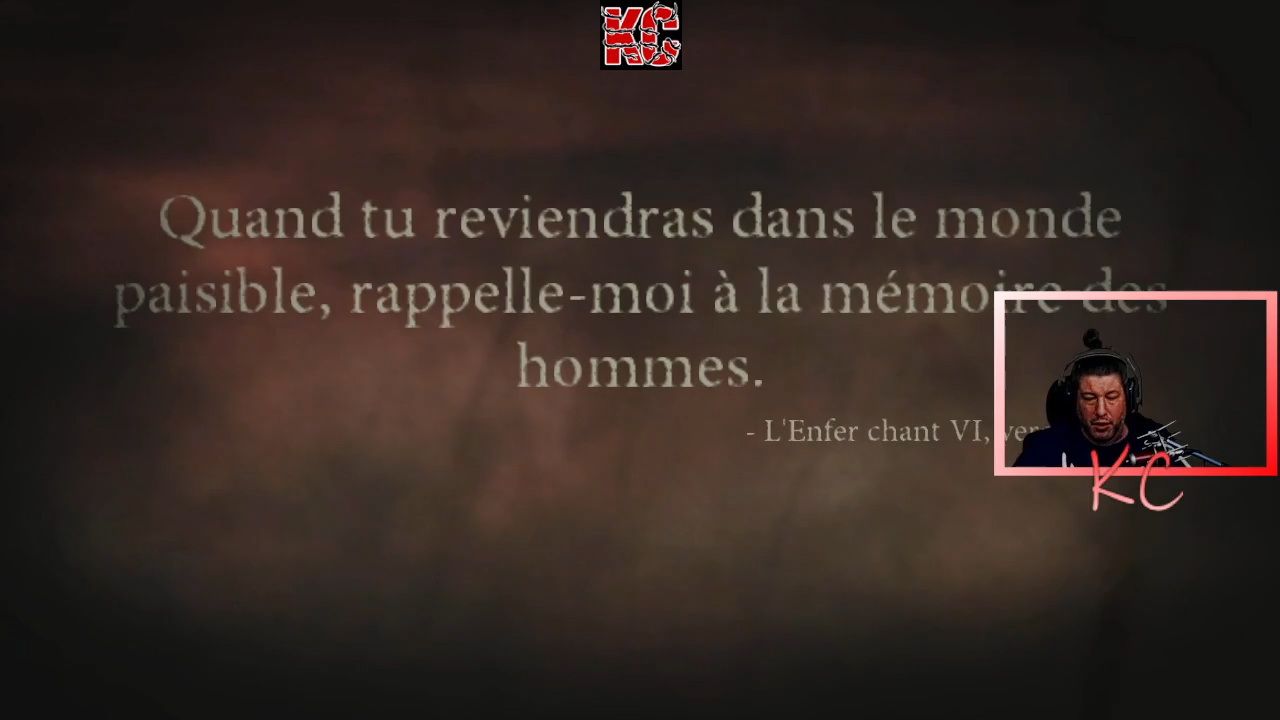 KC
Quand tu reviendras dans le monde
paisible, rappelle-moi à la mémoire des
hommes.
- L'Enfer chant VI,
KC